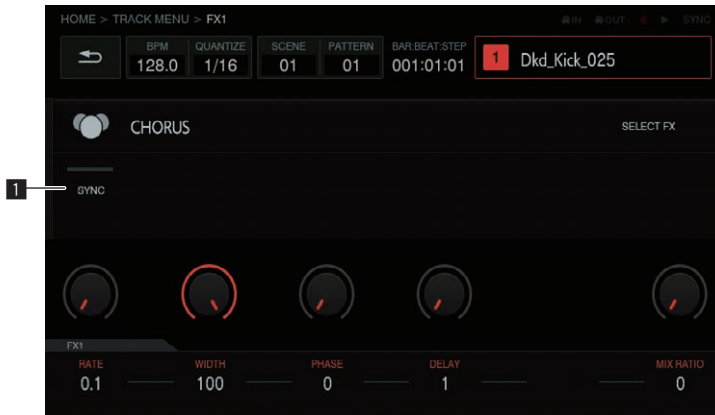 HOME > TRACK MENU > FX1
IN OUT SYNC
BPM QUANTIZE SCENE PATTERN BAR:BEAT:STEP
128.0 1/16 01 01 001:01:01 1 Dkd_Kick_025
CHORUS SELECT FX
1 SYNC
FX1
RATE WIDTH PHASE DELAY MIX RATIO
0.1 100 0 1 0